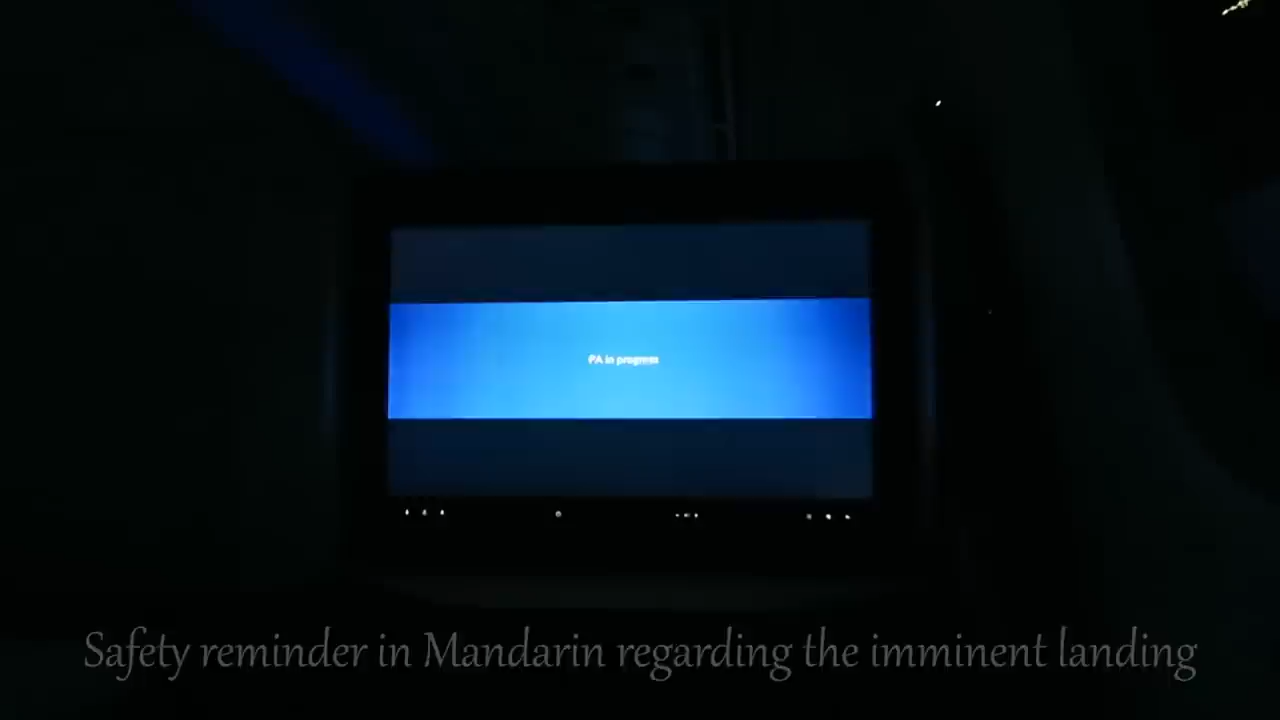 PA in progress
Safety reminder in Mandarin regarding the imminent landing